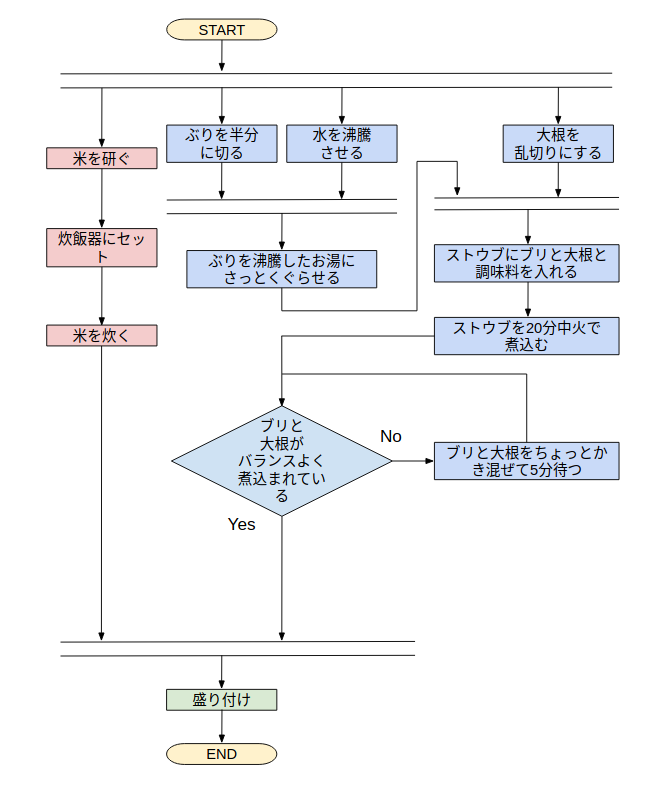 START
ぶりを半分
に切る
水を沸騰
させる
大根を
乱切りにする
米を研ぐ
炊飯器にセッ
ト
ぶりを沸騰したお湯に
さっとくぐらせる
ストウブにブリと大根と
調味料を入れる
米を炊く
ストウブを20分中火で
煮込む
ブリと
大根が
バランスよく
煮込まれてい
る
No
ブリと大根をちょっとか
き混ぜて5分待つ
Yes
盛り付け
END